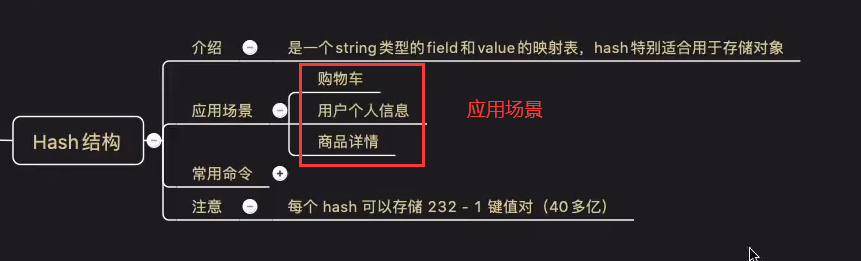 介绍
是一个string类型的field和value的映射表，hash特别适合用于存储对象
购物车
应用场景
用户个人信息
应用场景
Hash结构
商品详情
常用命令
注意
每个 hash 可以存储 232 - 1 键值对（40多亿）